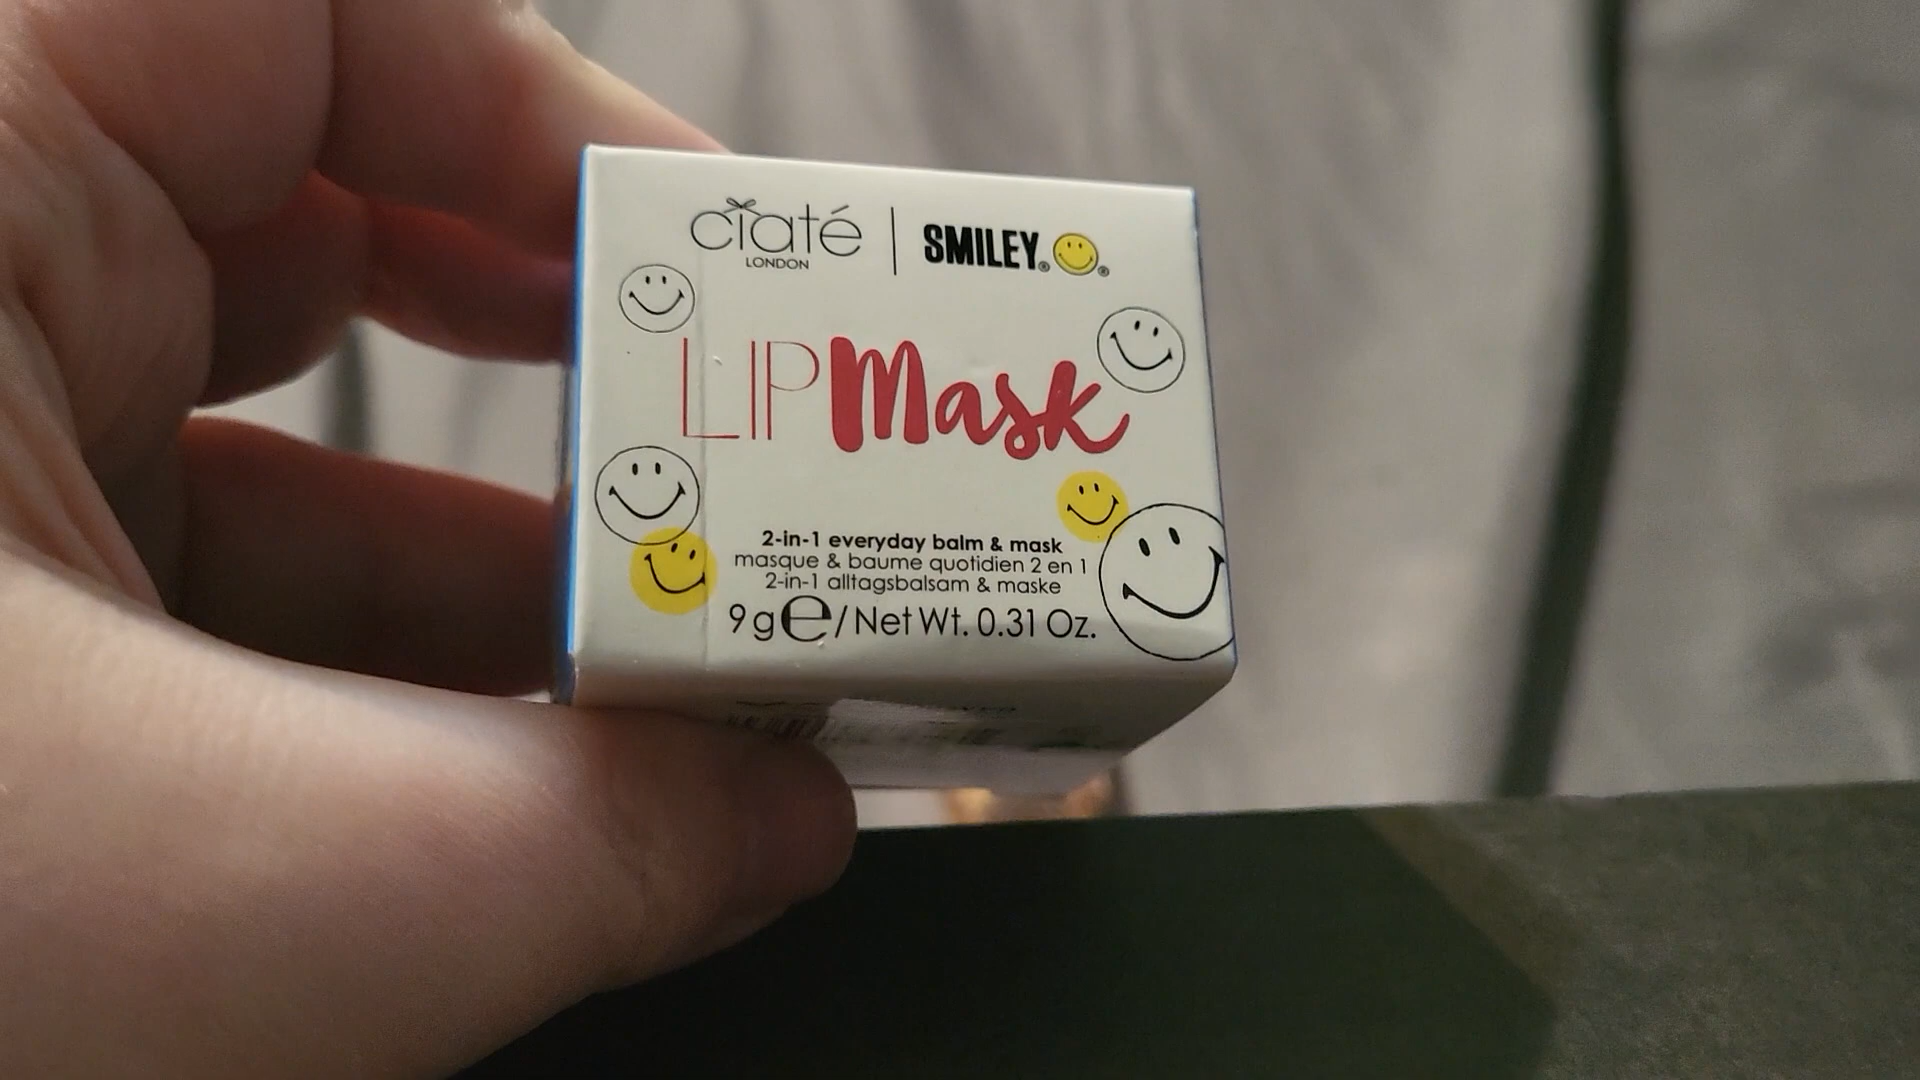 ciaté | SMILEY®®
LONDON
LIP Mask
2-in-1 everyday balm & mask
masque & baume quotidien 2 en 1
2-in-1 alltagsbalsam & maske
9 g ℮ / Net Wt. 0.31 Oz.